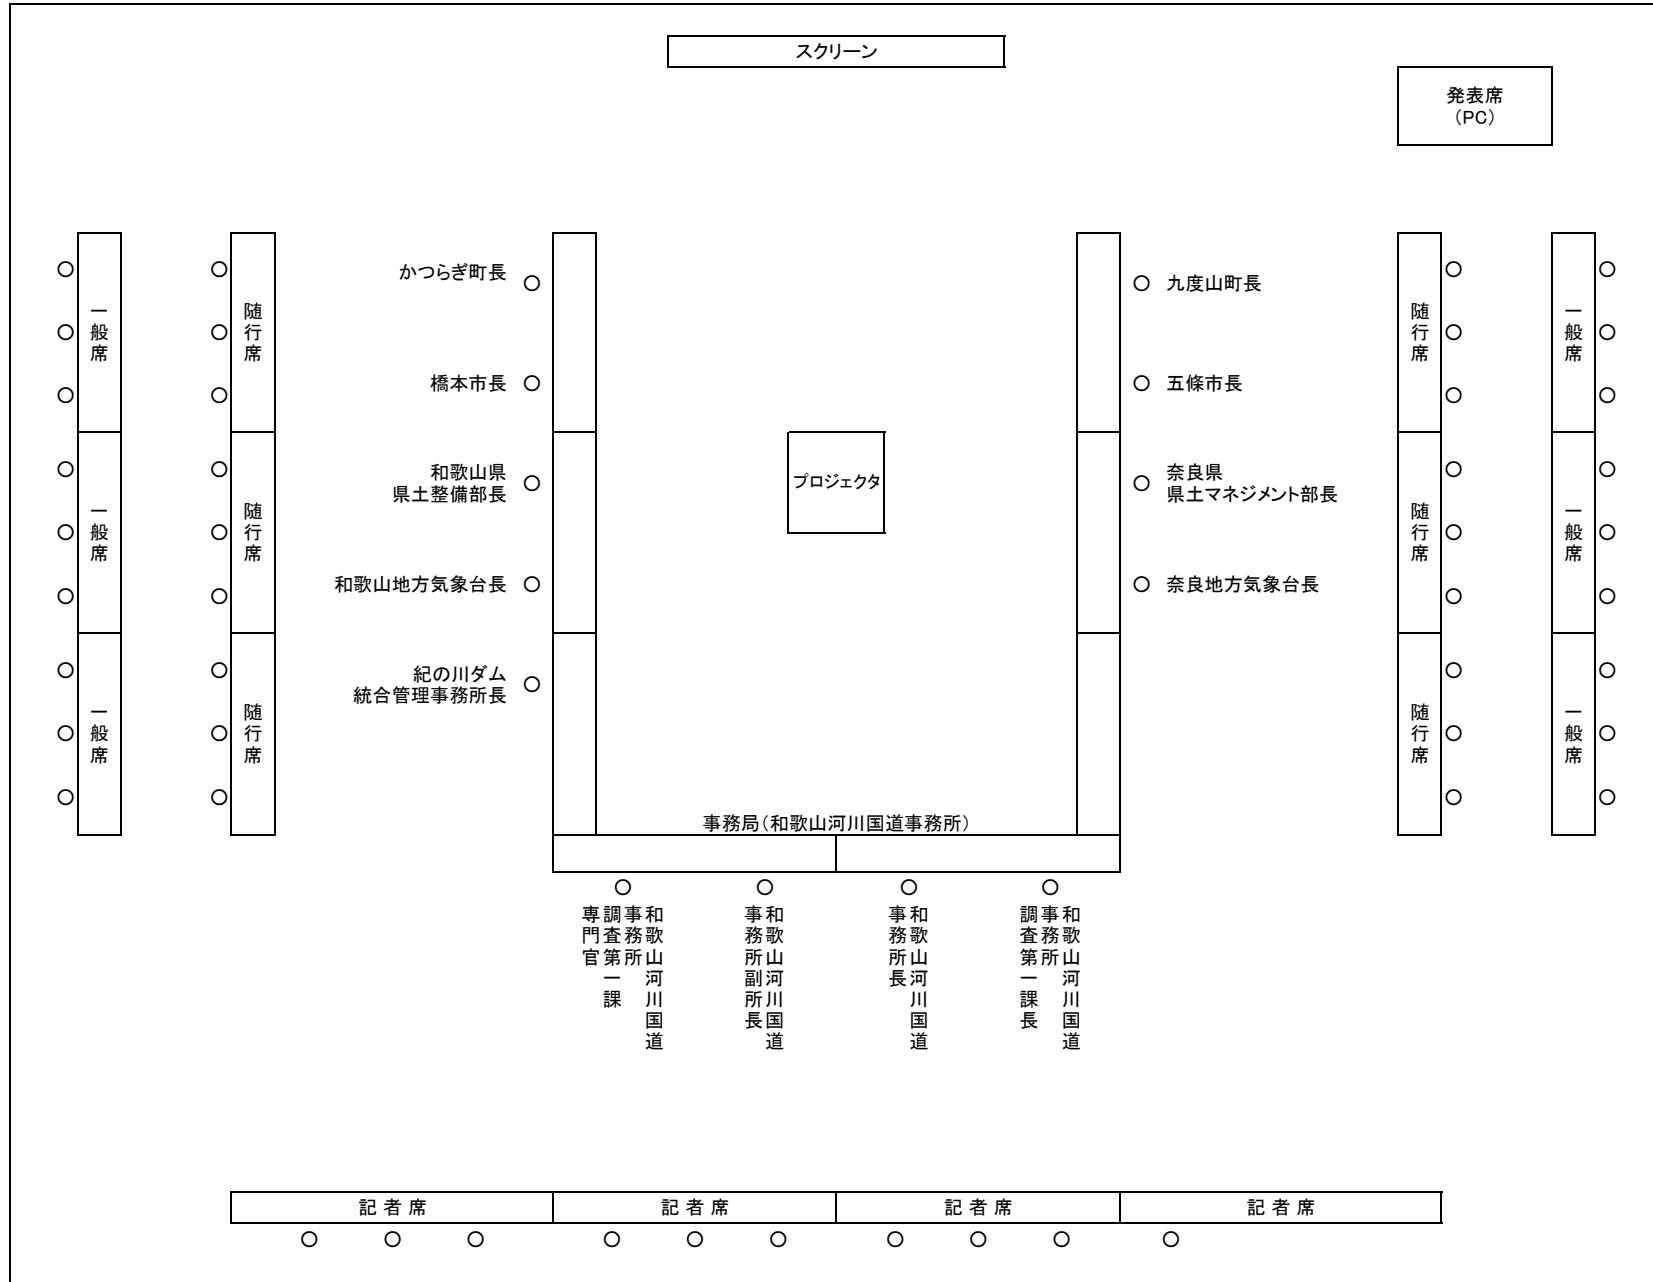 スクリーン
発表席
（PC）
一般席
随行席
かつらぎ町長
九度山町長
随行席
一般席
橋本市長
五條市長
一般席
随行席
和歌山県
県土整備部長
プロジェクタ
奈良県
県土マネジメント部長
随行席
一般席
和歌山地方気象台長
奈良地方気象台長
一般席
随行席
紀の川ダム
統合管理事務所長
随行席
一般席
事務局（和歌山河川国道事務所）
和歌山河川国道
事務所
調査第一課
専門官
和歌山河川国道
事務所副所長
和歌山河川国道
事務所長
和歌山河川国道
事務所
調査第一課長
記者席
記者席
記者席
記者席